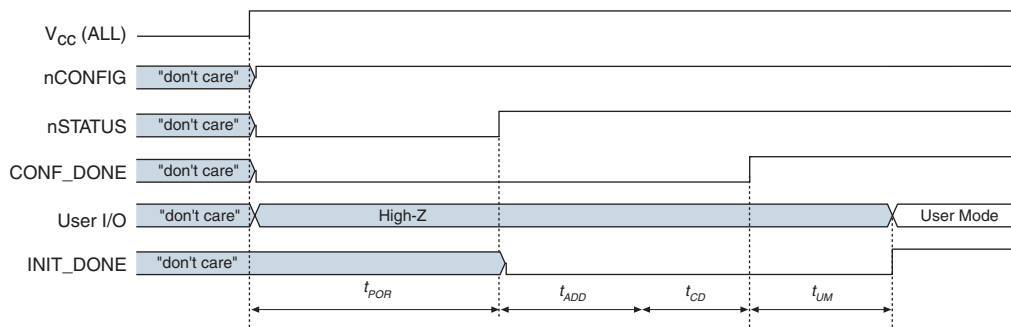 VCC (ALL)
nCONFIG "don't care"
nSTATUS "don't care"
CONF_DONE "don't care"
User I/O "don't care" High-Z User Mode
INIT_DONE "don't care"
tPOR tADD tCD tUM